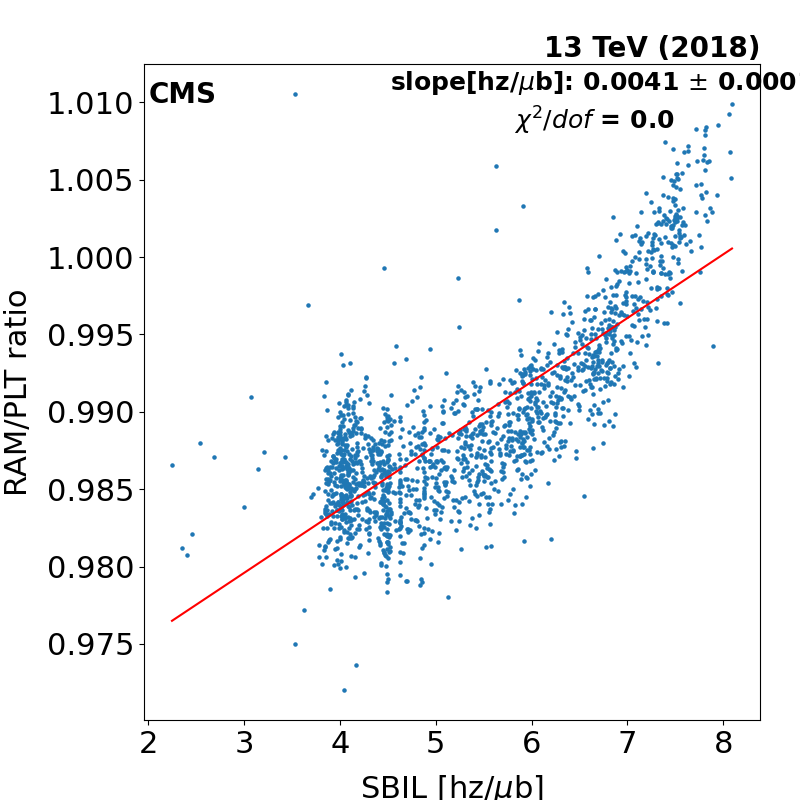 13 TeV (2018)
CMS
slope[hz/μb]: 0.0041 ± 0.000
χ²/dof = 0.0
1.010
1.005
1.000
0.995
0.990
0.985
0.980
0.975
RAM/PLT ratio
2 3 4 5 6 7 8
SBIL [hz/μb]